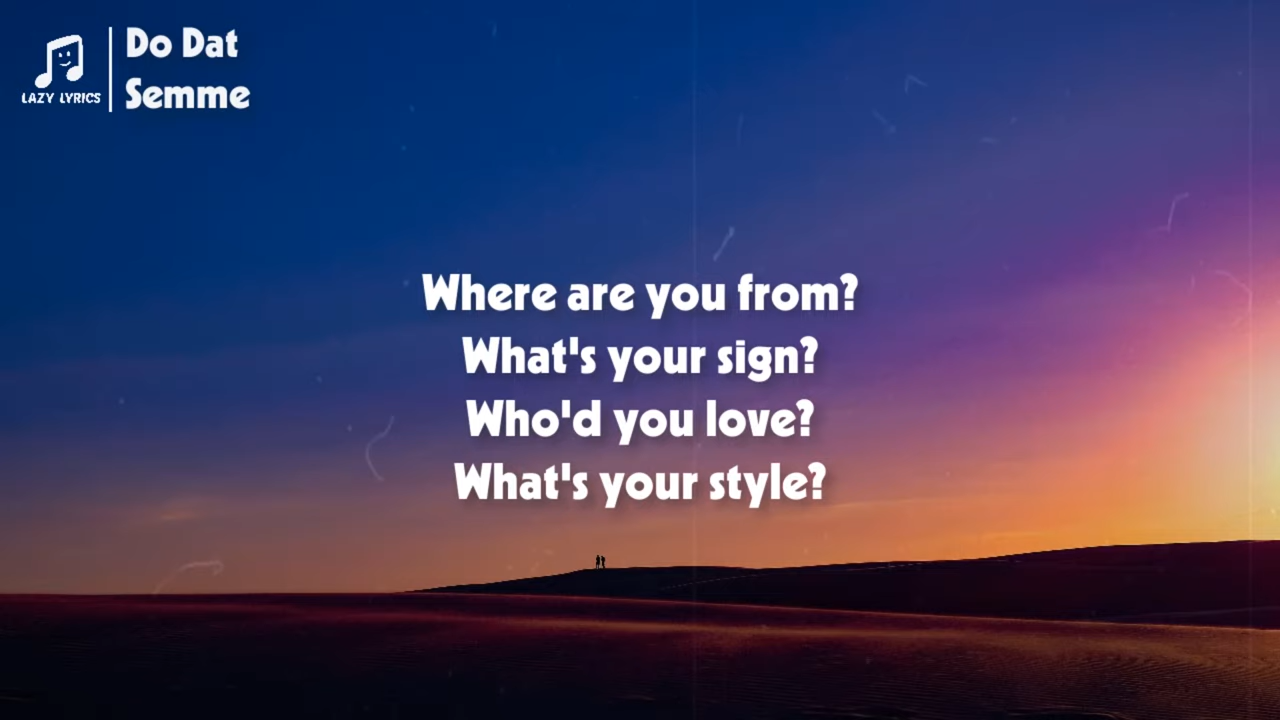 Do Dat
LAZY LYRICS
Semme
Where are you from?
What's your sign?
Who'd you love?
What's your style?